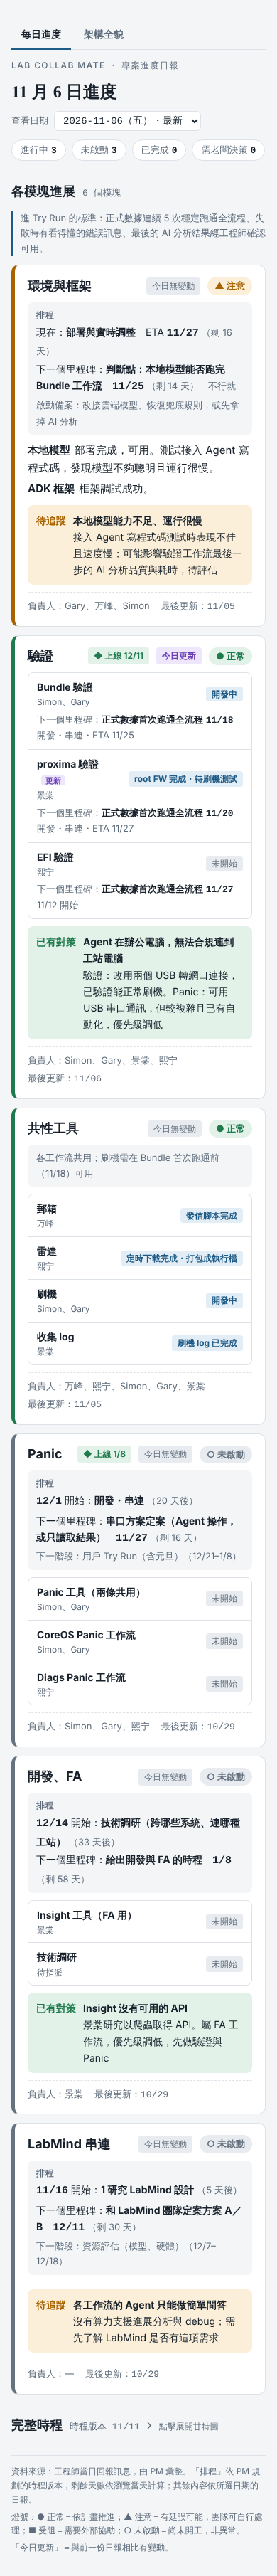 每日進度 架構全貌
LAB COLLAB MATE · 專案進度日報
11 月 6 日進度
查看日期 2026-11-06（五）・最新
進行中 3 未啟動 3 已完成 0 需老闆決策 0
各模塊進展 6 個模塊
進 Try Run 的標準：正式數據連續 5 次穩定跑通全流程、失
敗時有看得懂的錯誤訊息、最後的 AI 分析結果經工程師確認
可用。
環境與框架 今日無變動 ▲ 注意
排程
現在：部署與實時調整 ETA 11/27 （剩 16
天）
下一個里程碑：判斷點：本地模型能否跑完
Bundle 工作流 11/25 （剩 14 天） 不行就
啟動備案：改接雲端模型、恢復兜底規則，或先拿
掉 AI 分析
本地模型 部署完成，可用。測試接入 Agent 寫
程式碼，發現模型不夠聰明且運行很慢。
ADK 框架 框架調試成功。
待追蹤 本地模型能力不足、運行很慢
接入 Agent 寫程式碼測試時表現不佳
且速度慢；可能影響驗證工作流最後一
步的 AI 分析品質與耗時，待評估
負責人：Gary、万峰、Simon 最後更新：11/05
驗證 ◆ 上線 12/11 今日更新 ● 正常
Bundle 驗證 開發中
Simon、Gary
下一個里程碑：正式數據首次跑通全流程 11/18
開發・串連・ETA 11/25
proxima 驗證
更新 root FW 完成・待刷機測試
景棠
下一個里程碑：正式數據首次跑通全流程 11/20
開發・串連・ETA 11/27
EFI 驗證 未開始
熙宁
下一個里程碑：正式數據首次跑通全流程 11/27
11/12 開始
已有對策 Agent 在辦公電腦，無法合規連到
工站電腦
驗證：改用兩個 USB 轉網口連接，
已驗證能正常刷機。Panic：可用
USB 串口通訊，但較複雜且已有自
動化，優先級調低
負責人：Simon、Gary、景棠、熙宁
最後更新：11/06
共性工具 今日無變動 ● 正常
各工作流共用；刷機需在 Bundle 首次跑通前
（11/18）可用
郵箱 發信腳本完成
万峰
雷達 定時下載完成・打包成執行檔
熙宁
刷機 開發中
Simon、Gary
收集 log 刷機 log 已完成
景棠
負責人：万峰、熙宁、Simon、Gary、景棠
最後更新：11/05
Panic ◆ 上線 1/8 今日無變動 ○ 未啟動
排程
12/1 開始：開發・串連 （20 天後）
下一個里程碑：串口方案定案（Agent 操作，
或只讀取結果） 11/27 （剩 16 天）
下一階段：用戶 Try Run（含元旦）（12/21–1/8）
Panic 工具（兩條共用） 未開始
Simon、Gary
CoreOS Panic 工作流 未開始
Simon、Gary
Diags Panic 工作流 未開始
熙宁
負責人：Simon、Gary、熙宁 最後更新：10/29
開發、FA 今日無變動 ○ 未啟動
排程
12/14 開始：技術調研（跨哪些系統、連哪種
工站） （33 天後）
下一個里程碑：給出開發與 FA 的時程 1/8
（剩 58 天）
Insight 工具（FA 用） 未開始
景棠
技術調研 未開始
待指派
已有對策 Insight 沒有可用的 API
景棠研究以爬蟲取得 API。屬 FA 工
作流，優先級調低，先做驗證與
Panic
負責人：景棠 最後更新：10/29
LabMind 串連 今日無變動 ○ 未啟動
排程
11/16 開始：1 研究 LabMind 設計 （5 天後）
下一個里程碑：和 LabMind 團隊定案方案 A／
B 12/11 （剩 30 天）
下一階段：資源評估（模型、硬體）（12/7–
12/18）
待追蹤 各工作流的 Agent 只能做簡單問答
沒有算力支援進展分析與 debug；需
先了解 LabMind 是否有這項需求
負責人：— 最後更新：10/29
完整時程 時程版本 11/11 › 點擊展開甘特圖
資料來源：工程師當日回報訊息，由 PM 彙整。「排程」依 PM 規
劃的時程版本，剩餘天數依瀏覽當天計算；其餘內容依所選日期的
日報。
燈號：● 正常＝依計畫推進；▲ 注意＝有延誤可能，團隊可自行處
理；■ 受阻＝需要外部協助；○ 未啟動＝尚未開工，非異常。
「今日更新」＝與前一份日報相比有變動。